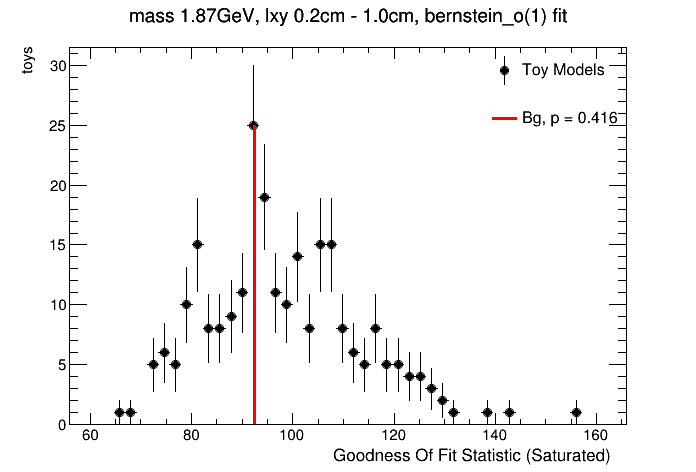 mass 1.87GeV, lxy 0.2cm - 1.0cm, bernstein_o(1) fit
toys
30
25
20
15
10
5
0
Toy Models
Bg, p = 0.416
60 80 100 120 140 160
Goodness Of Fit Statistic (Saturated)